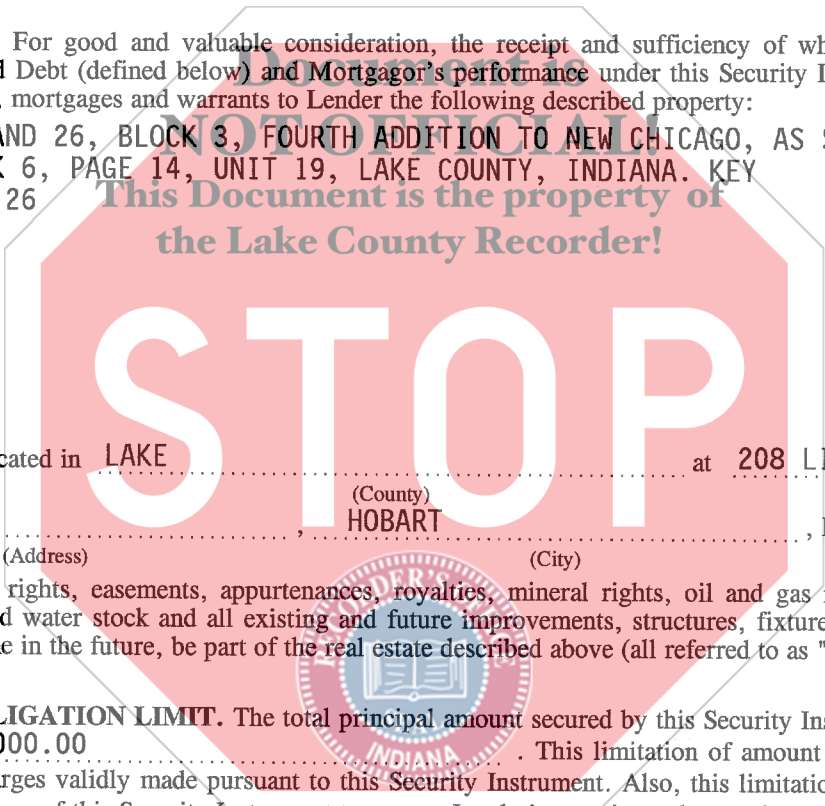 For good and valuable consideration, the receipt and sufficiency of
Debt (defined below) and Mortgagor's performance under this Security
mortgages and warrants to Lender the following described property:
AND 26, BLOCK 3, FOURTH ADDITION TO NEW CHICAGO, AS
6, PAGE 14, UNIT 19, LAKE COUNTY, INDIANA. KEY
26
Document is
NOT OFFICIAL!
This Document is the property of
the Lake County Recorder!
STOP
located in LAKE at 208
(County)
, HOBART ,
(Address) (City)
rights, easements, appurtenances, royalties, mineral rights, oil and gas
water stock and all existing and future improvements, structures,
in the future, be part of the real estate described above (all referred to as "
RECORDER'S OFFICE
INDIANA
LIGATION LIMIT. The total principal amount secured by this Security
000.00 . This limitation of amount
validly made pursuant to this Security Instrument. Also, this
of this Security